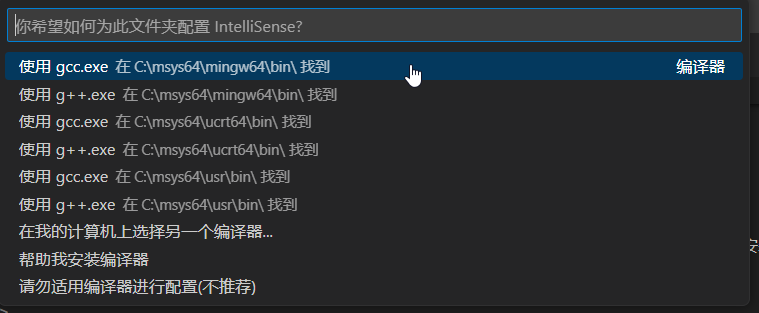 你希望如何为此文件夹配置 IntelliSense?
使用 gcc.exe 在 C:\msys64\mingw64\bin\ 找到 编译器
使用 g++.exe 在 C:\msys64\mingw64\bin\ 找到
使用 gcc.exe 在 C:\msys64\ucrt64\bin\ 找到
使用 g++.exe 在 C:\msys64\ucrt64\bin\ 找到
使用 gcc.exe 在 C:\msys64\usr\bin\ 找到
使用 g++.exe 在 C:\msys64\usr\bin\ 找到
在我的计算机上选择另一个编译器...
帮助我安装编译器
请勿适用编译器进行配置(不推荐)